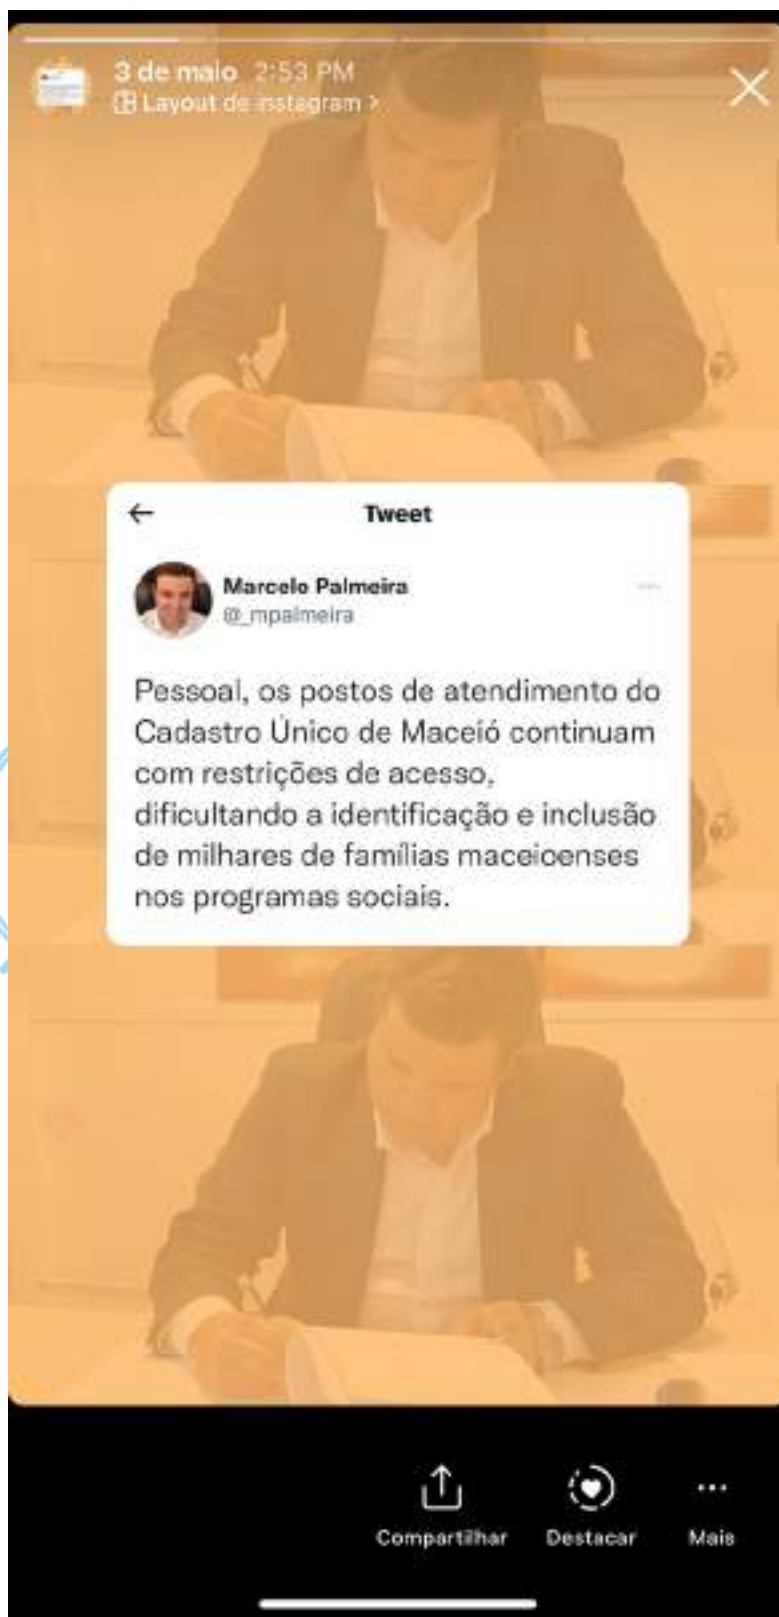 3 de maio 2:53 PM
Layout de instagram >
Tweet
Marcelo Palmeira
@_mpalmeira
Pessoal, os postos de atendimento do
Cadastro Único de Maceió continuam
com restrições de acesso,
dificultando a identificação e inclusão
de milhares de famílias maceioenses
nos programas sociais.
Compartilhar Destacar Mais